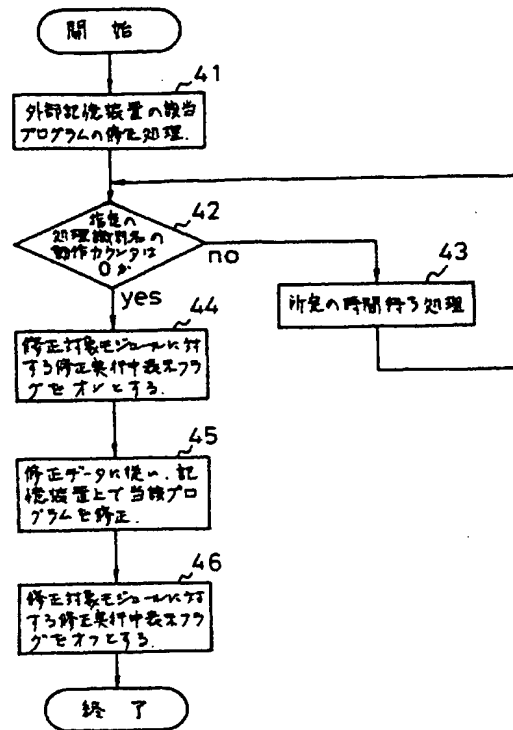 開始
41
外部記憶装置の該当
プログラムの修正処理.
42
指定の
処理識別名の
動作カウンタは
0か
no
yes
43
所定の時間待ち処理
44
修正対象モジュールに対
する修正実行中表示フ
ラグをオンとする.
45
修正データに従い、記
憶装置上で当該プロ
グラムを修正.
46
修正対象モジュールに対
する修正実行中表示フラ
グをオフとする.
終了